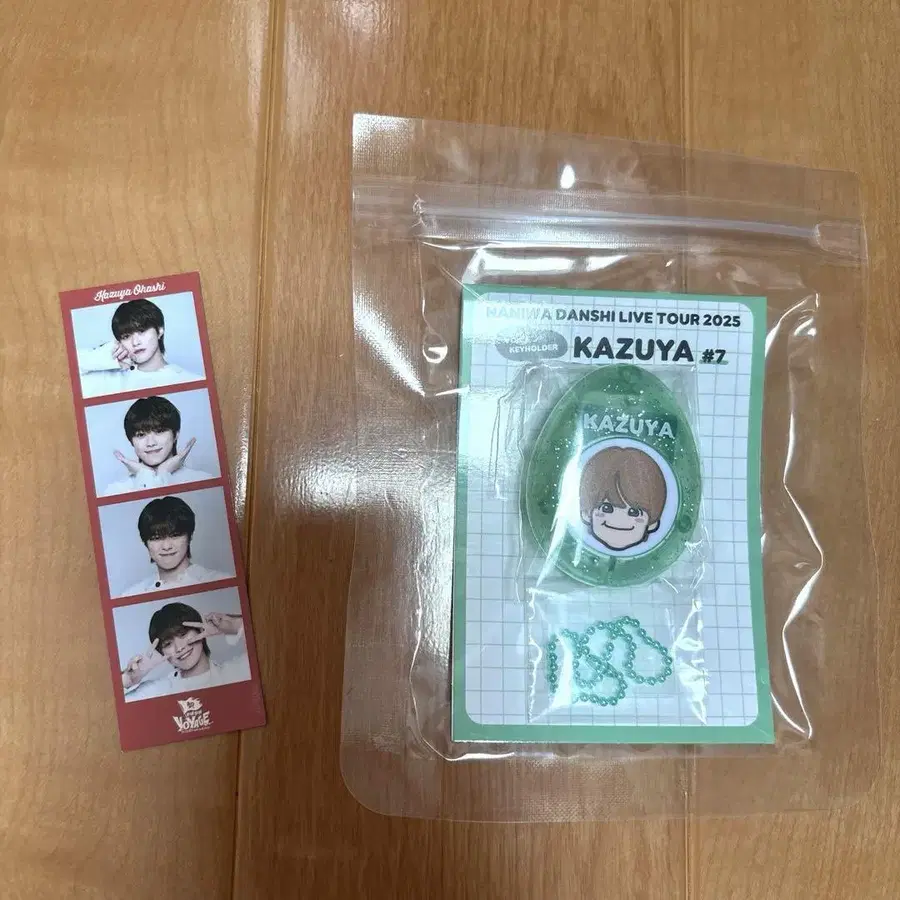 Kazuya Ohashi
VOYAGE
NANIWA DANSHI LIVE TOUR 2025
KEYHOLDER
KAZUYA #7
KAZUYA